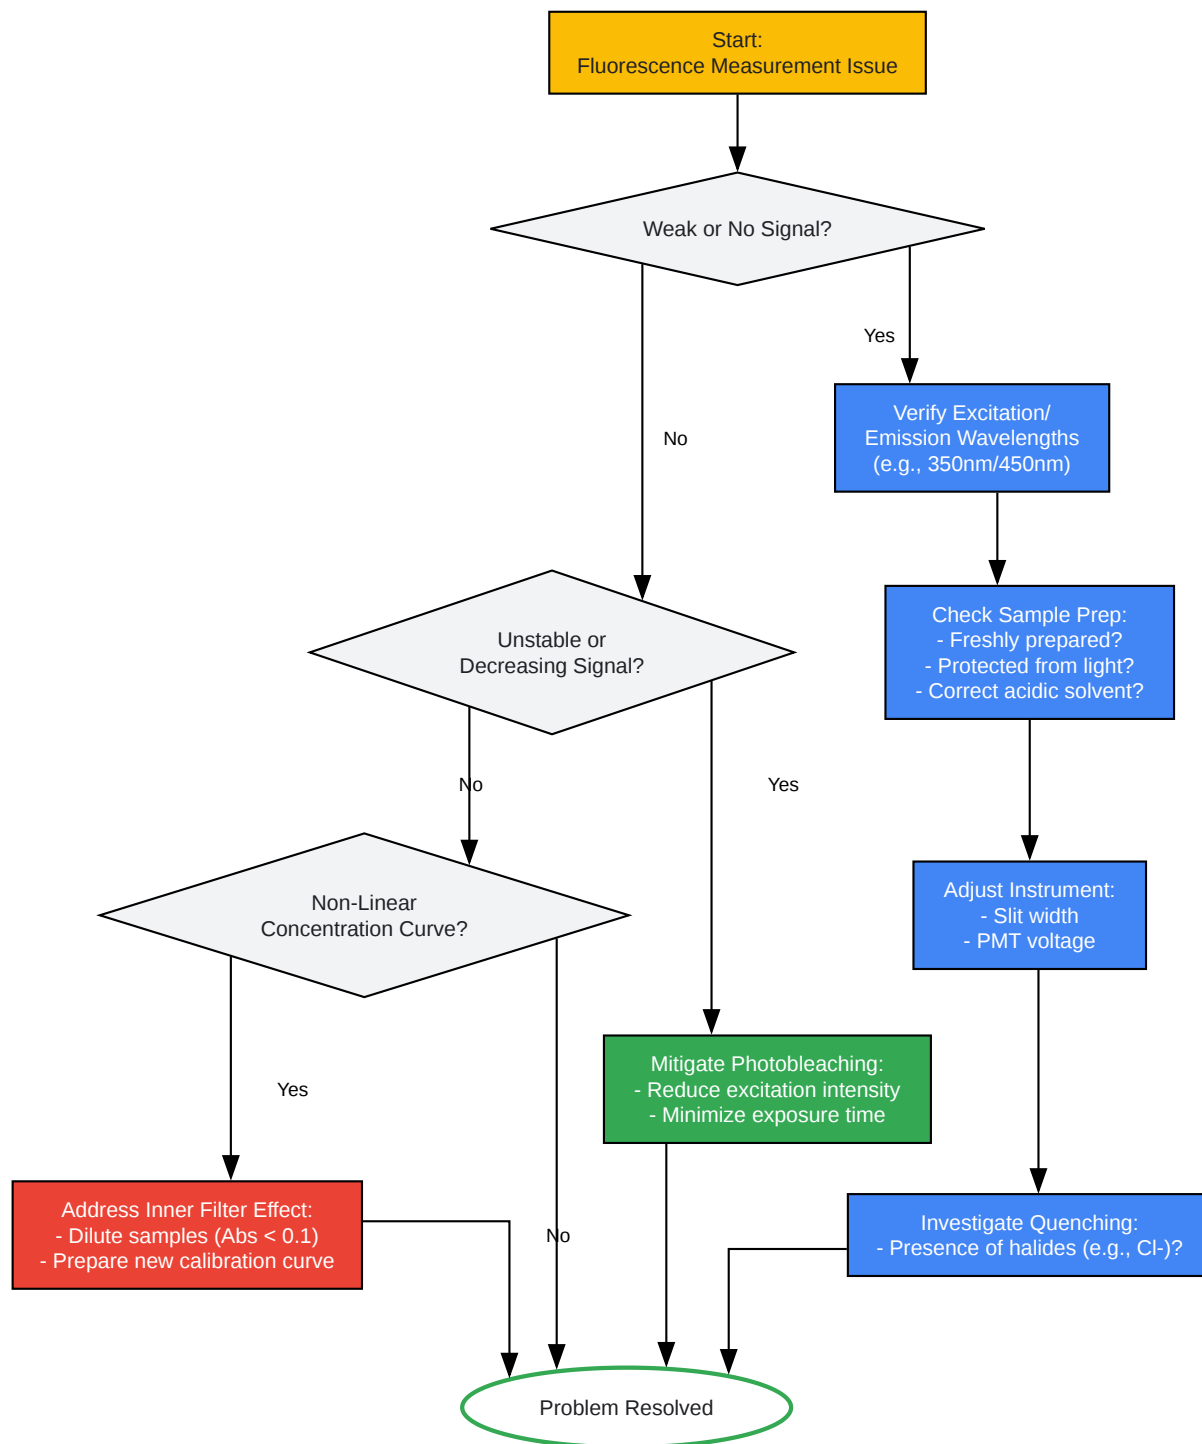 Start:
Fluorescence Measurement Issue
Weak or No Signal?
Yes
No
Verify Excitation/
Emission Wavelengths
(e.g., 350nm/450nm)
Check Sample Prep:
- Freshly prepared?
- Protected from light?
- Correct acidic solvent?
Unstable or
Decreasing Signal?
No
Yes
Adjust Instrument:
- Slit width
- PMT voltage
Non-Linear
Concentration Curve?
Yes
No
Mitigate Photobleaching:
- Reduce excitation intensity
- Minimize exposure time
Address Inner Filter Effect:
- Dilute samples (Abs < 0.1)
- Prepare new calibration curve
Investigate Quenching:
- Presence of halides (e.g., Cl-)?
Problem Resolved